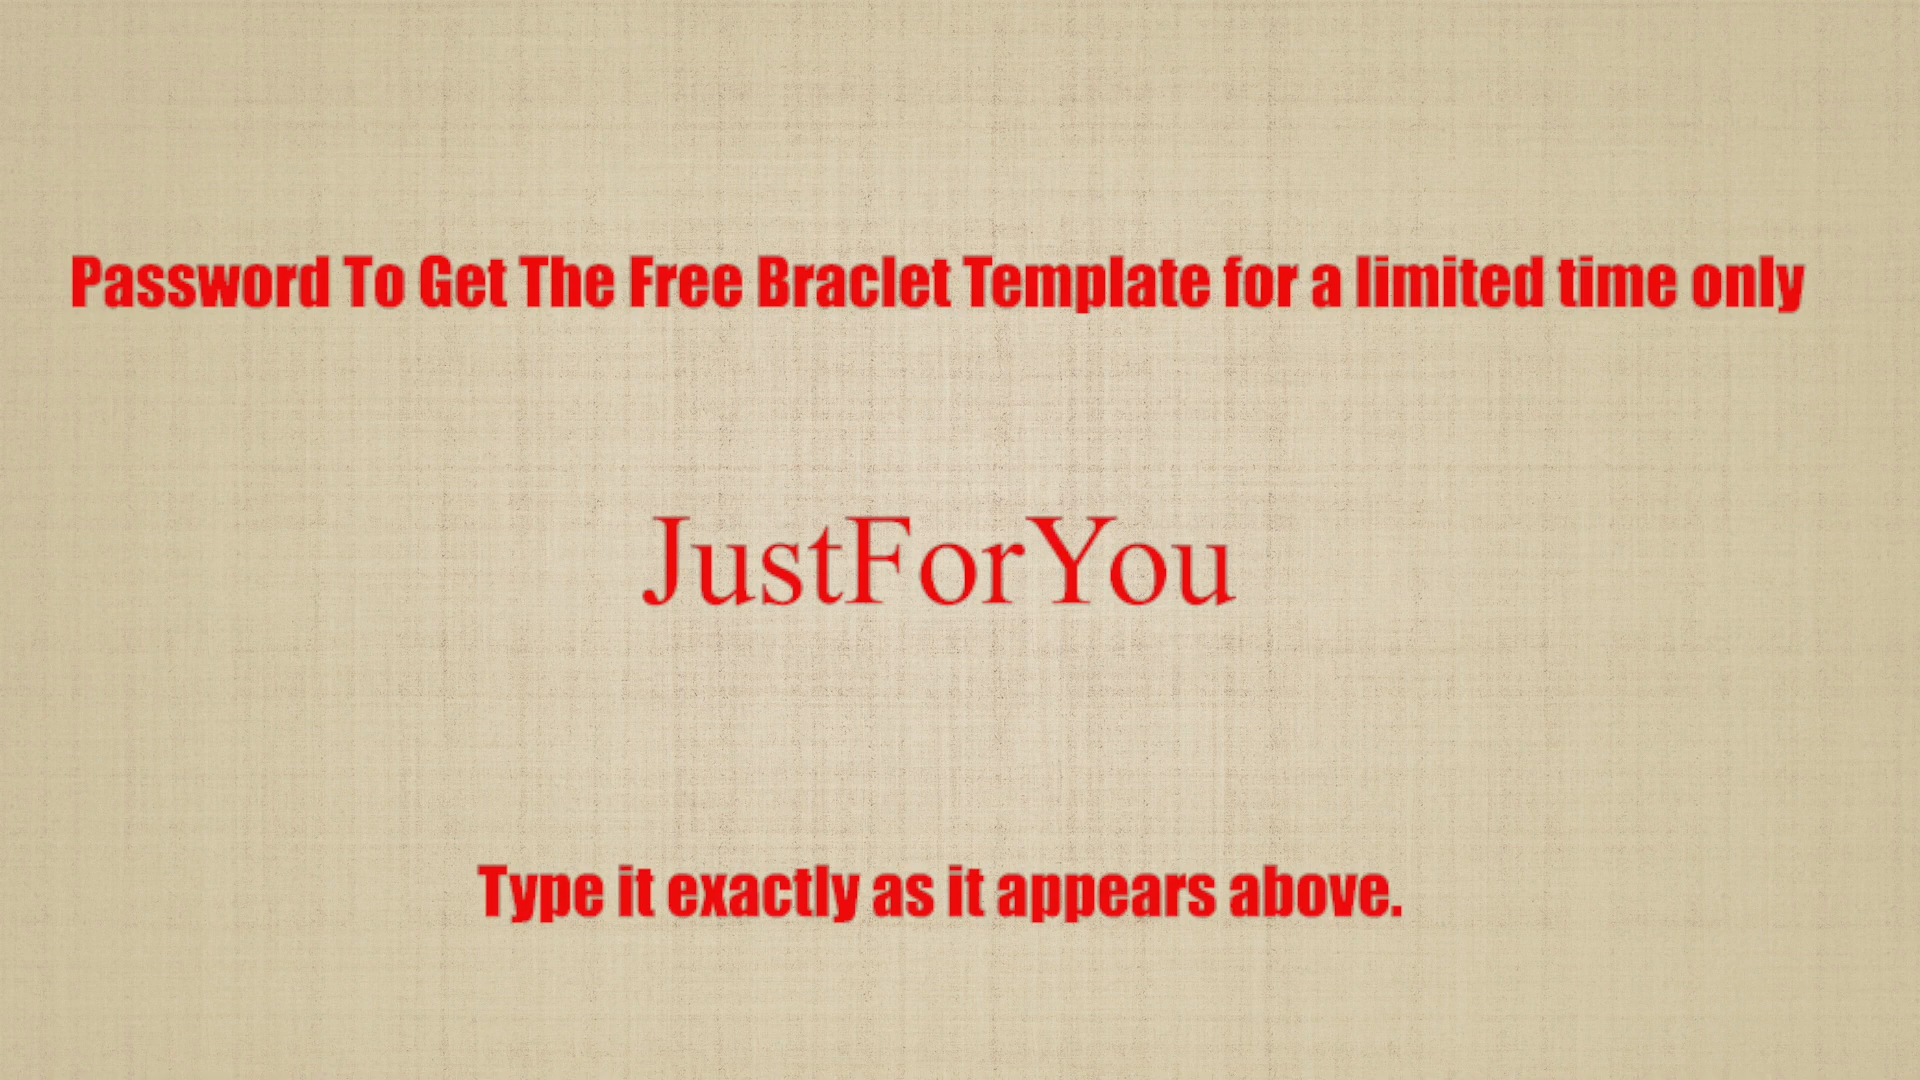 Password To Get The Free Braclet Template for a limited time only
JustForYou
Type it exactly as it appears above.